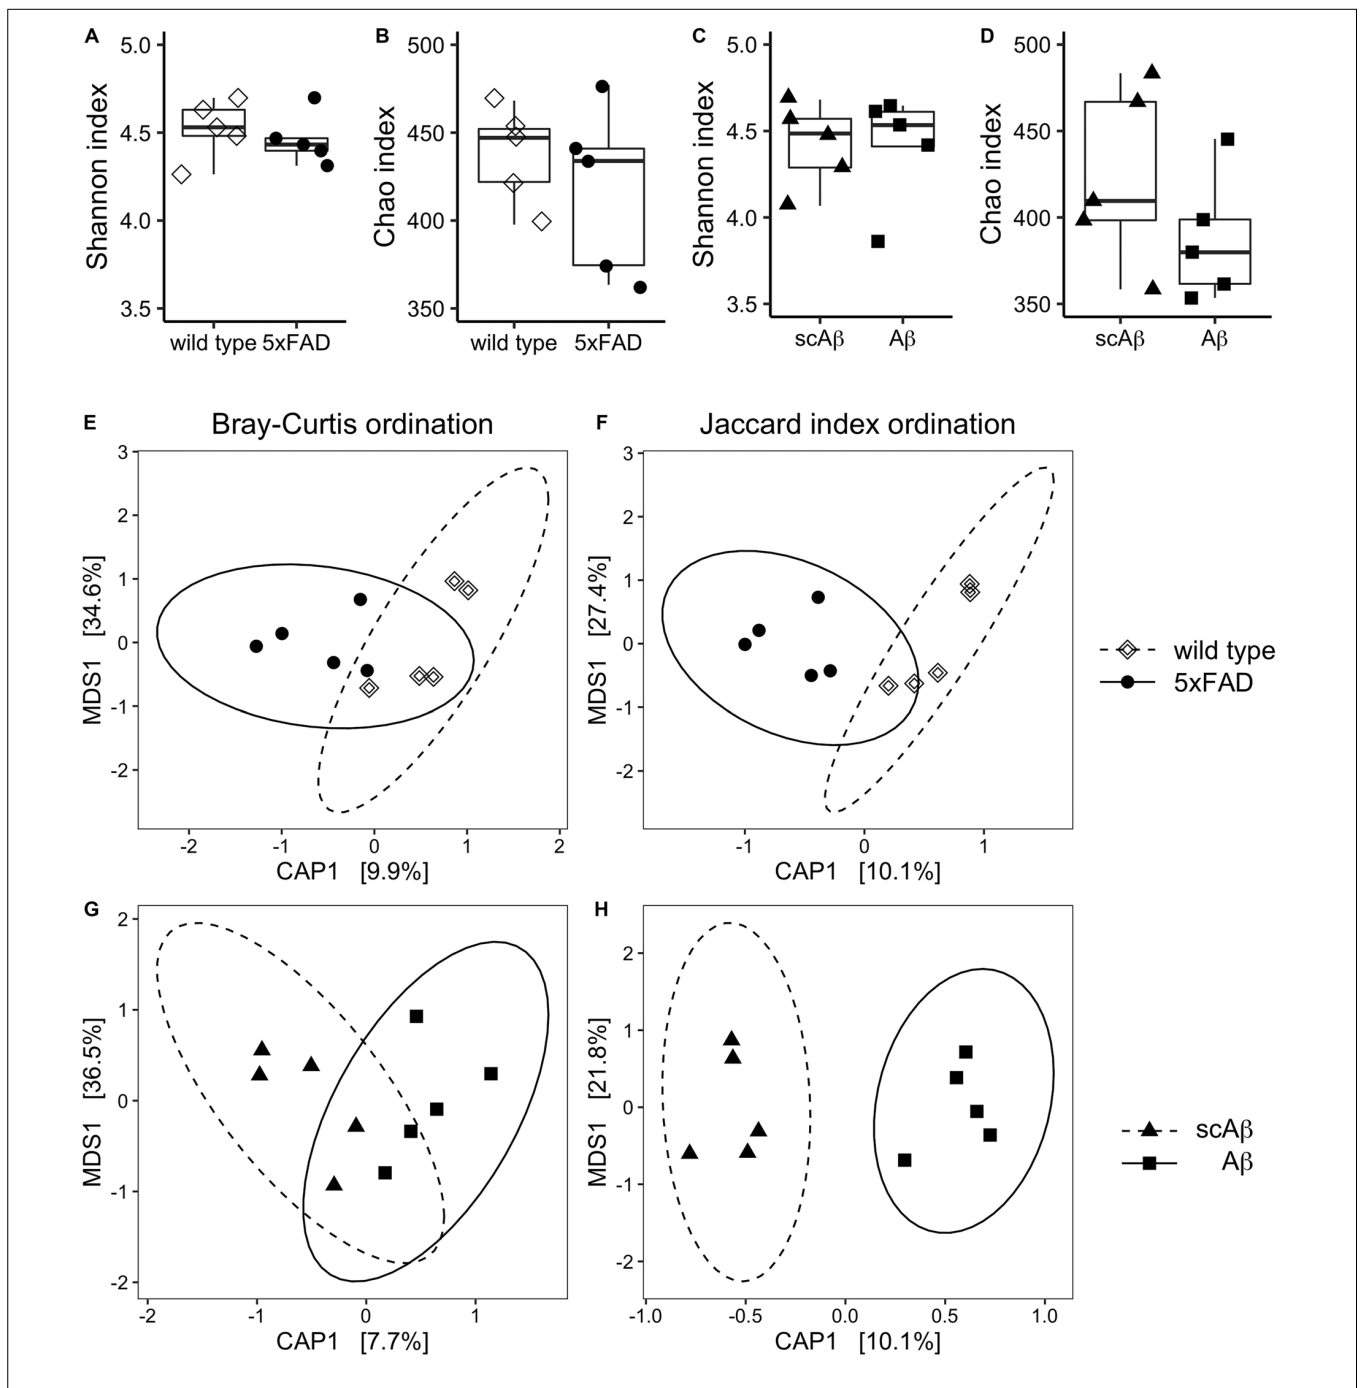 A
Shannon index
5.0
4.5
4.0
3.5
wild type 5xFAD
B
Chao index
500
450
400
350
wild type 5xFAD
C
Shannon index
5.0
4.5
4.0
3.5
scAβ Aβ
D
Chao index
500
450
400
350
scAβ Aβ
E Bray-Curtis ordination
MDS1 [34.6%]
3
2
1
0
-1
-2
-2 -1 0 1 2
CAP1 [9.9%]
F Jaccard index ordination
MDS1 [27.4%]
3
2
1
0
-1
-2
-1 0 1
CAP1 [10.1%]
wild type
5xFAD
G
MDS1 [36.5%]
2
1
0
-1
-2
-2 -1 0 1
CAP1 [7.7%]
H
MDS1 [21.8%]
2
1
0
-1
-2
-1.0 -0.5 0.0 0.5 1.0
CAP1 [10.1%]
scAβ
Aβ